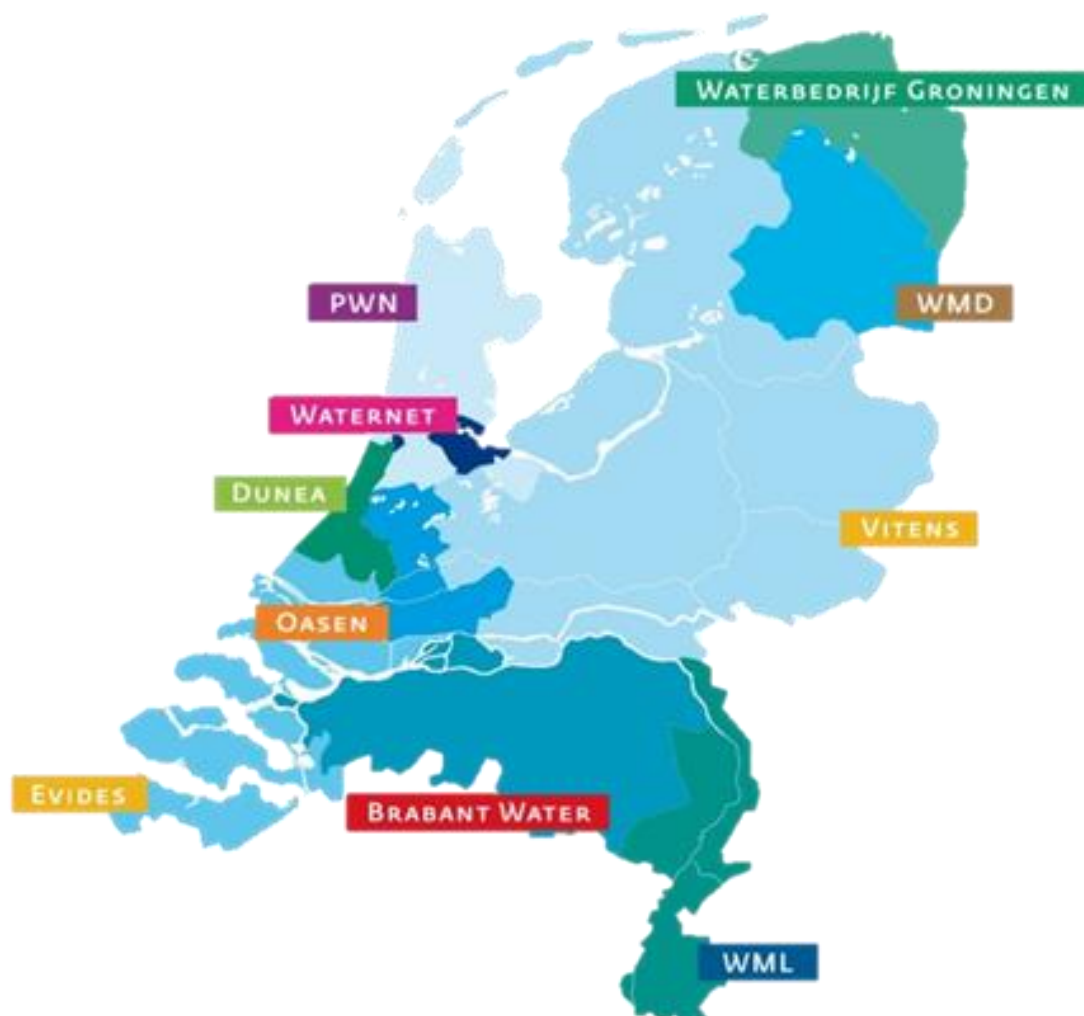 WATERBEDRIJF GRONINGEN
PWN
WMD
WATERNET
DUNEA
VITENS
OASEN
EVIDES
BRABANT WATER
WML